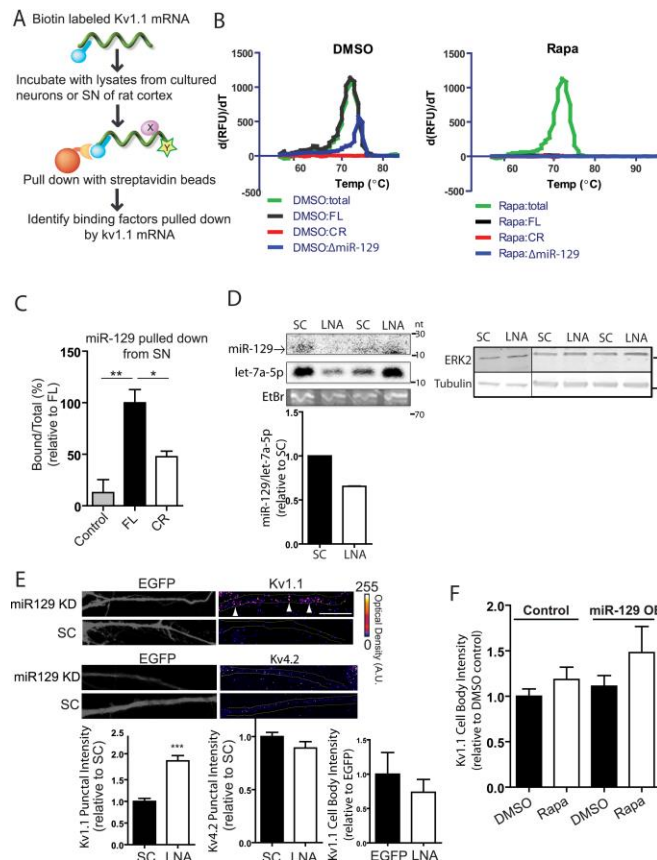 A
Biotin labeled Kv1.1 mRNA
Incubate with lysates from cultured
neurons or SN of rat cortex
X
Y
Pull down with streptavidin beads
Identify binding factors pulled down
by kv1.1 mRNA
B
DMSO
d(RFU)/dT
1500
1000
500
0
-500
60 70 80
Temp (°C)
DMSO:total
DMSO:FL
DMSO:CR
DMSO:ΔmiR-129
Rapa
d(RFU)/dT
1500
1000
500
0
-500
60 70 80 90
Temp (°C)
Rapa:total
Rapa:FL
Rapa:CR
Rapa:ΔmiR-129
C
miR-129 pulled down
from SN
Bound/Total (%)
(relative to FL)
150
100
50
0
** *
Control FL CR
D
SC LNA SC LNA nt
miR-129→
30
10
let-7a-5p
10
EtBr
70
miR-129/let-7a-5p
(relative to SC)
1.5
1.0
0.5
0.0
SC LNA
SC LNA SC LNA SC LNA
ERK2
Tubulin
E
EGFP Kv1.1
miR129 KD
SC
255
0
Optical Density (A.U.
EGFP Kv4.2
miR129 KD
SC
Kv1.1 Punctal Intensity
(relative to SC)
2.0
1.5
1.0
0.5
0.0
***
SC LNA
Kv4.2 Punctal Intensity
(relative to SC)
1.0
0.5
0.0
SC LNA
Kv1.1 Cell Body Intensity
(relative to EGFP)
1.5
1.0
0.5
0.0
EGFP LNA
F
Control miR-129 OE
Kv1.1 Cell Body Intensity
(relative to DMSO control)
2.0
1.5
1.0
0.5
0.0
DMSO Rapa DMSO Rapa